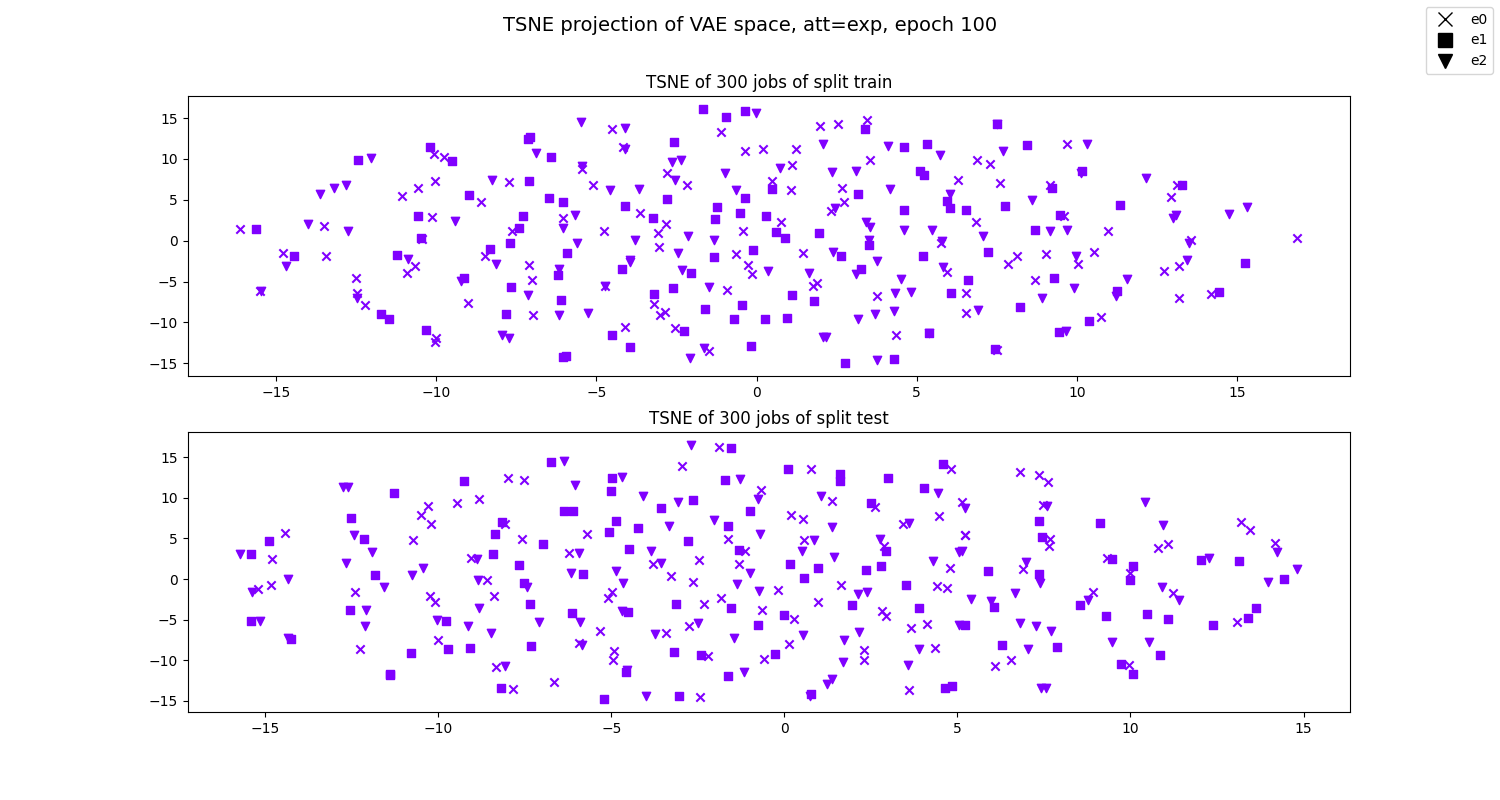 TSNE projection of VAE space, att=exp, epoch 100
e0
e1
e2
TSNE of 300 jobs of split train
15
10
5
0
−5
−10
−15
−15 −10 −5 0 5 10 15
TSNE of 300 jobs of split test
15
10
5
0
−5
−10
−15
−15 −10 −5 0 5 10 15